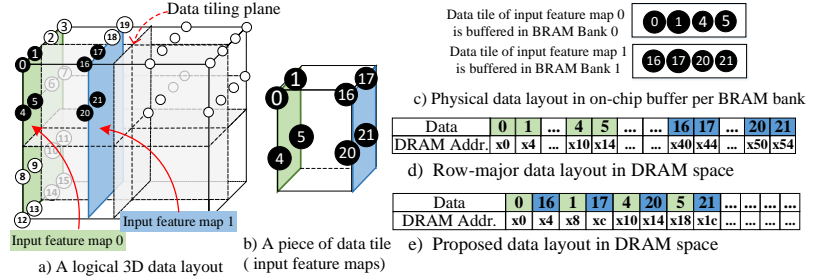 Data tiling plane
0 1 2 3
4 5 6 7
8 9 10 11
12 13 14 15
16 17 18 19
20 21
Input feature map 0
Input feature map 1
a) A logical 3D data layout
0 1 16 17
4 5 20 21
b) A piece of data tile
( input feature maps)
Data tile of input feature map 0
is buffered in BRAM Bank 0
0 1 4 5
Data tile of input feature map 1
is buffered in BRAM Bank 1
16 17 20 21
c) Physical data layout in on-chip buffer per BRAM bank
Data 0 1 ... 4 5 ... ... 16 17 ... 20 21
DRAM Addr. x0 x4 ... x10 x14 ... ... x40 x44 ... x50 x54
d) Row-major data layout in DRAM space
Data 0 16 1 17 4 20 5 21 ... ... ... ...
DRAM Addr. x0 x4 x8 xc x10 x14 x18 x1c ... ... ... ...
e) Proposed data layout in DRAM space